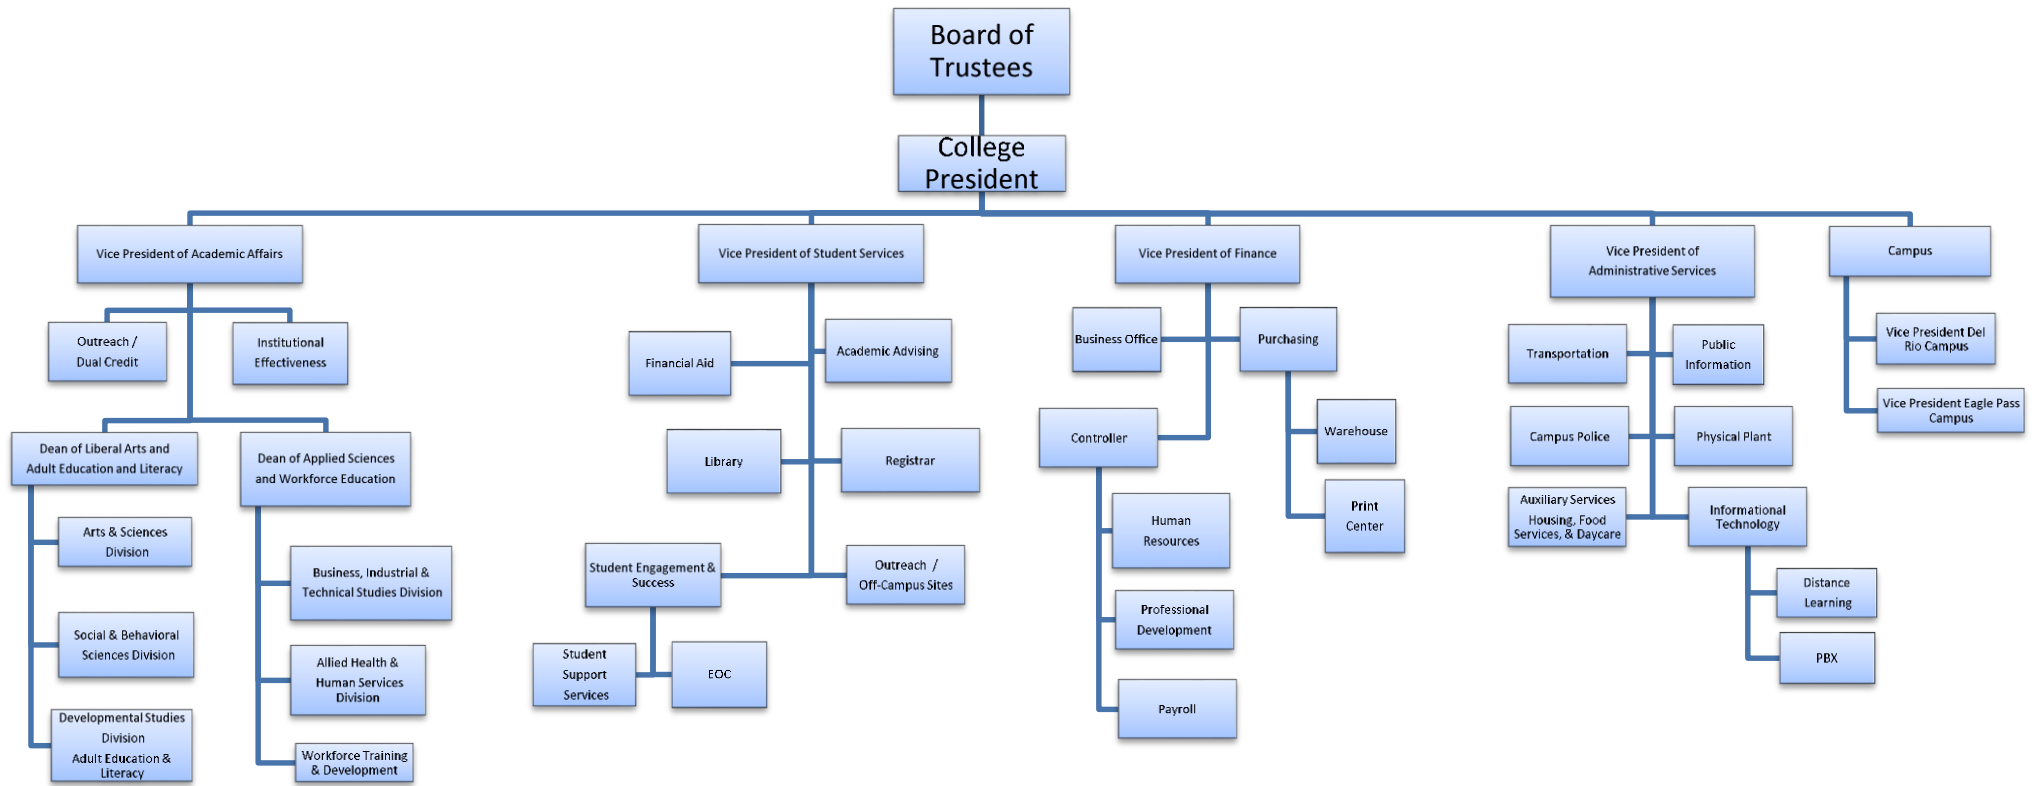 Board of
Trustees
College
President
Vice President of Academic Affairs
Outreach /
Dual Credit
Institutional
Effectiveness
Dean of Liberal Arts and
Adult Education and Literacy
Arts & Sciences
Division
Social & Behavioral
Sciences Division
Developmental Studies
Division
Adult Education &
Literacy
Dean of Applied Sciences
and Workforce Education
Business, Industrial &
Technical Studies Division
Allied Health &
Human Services
Division
Workforce Training
& Development
Vice President of Student Services
Financial Aid
Academic Advising
Library
Registrar
Student Engagement &
Success
Outreach /
Off-Campus Sites
Student
Support
Services
EOC
Vice President of Finance
Business Office
Purchasing
Warehouse
Print
Center
Controller
Human
Resources
Professional
Development
Payroll
Vice President of
Administrative Services
Transportation
Public
Information
Campus Police
Physical Plant
Auxiliary Services
Housing, Food
Services, & Daycare
Informational
Technology
Distance
Learning
PBX
Campus
Vice President Del
Rio Campus
Vice President Eagle Pass
Campus